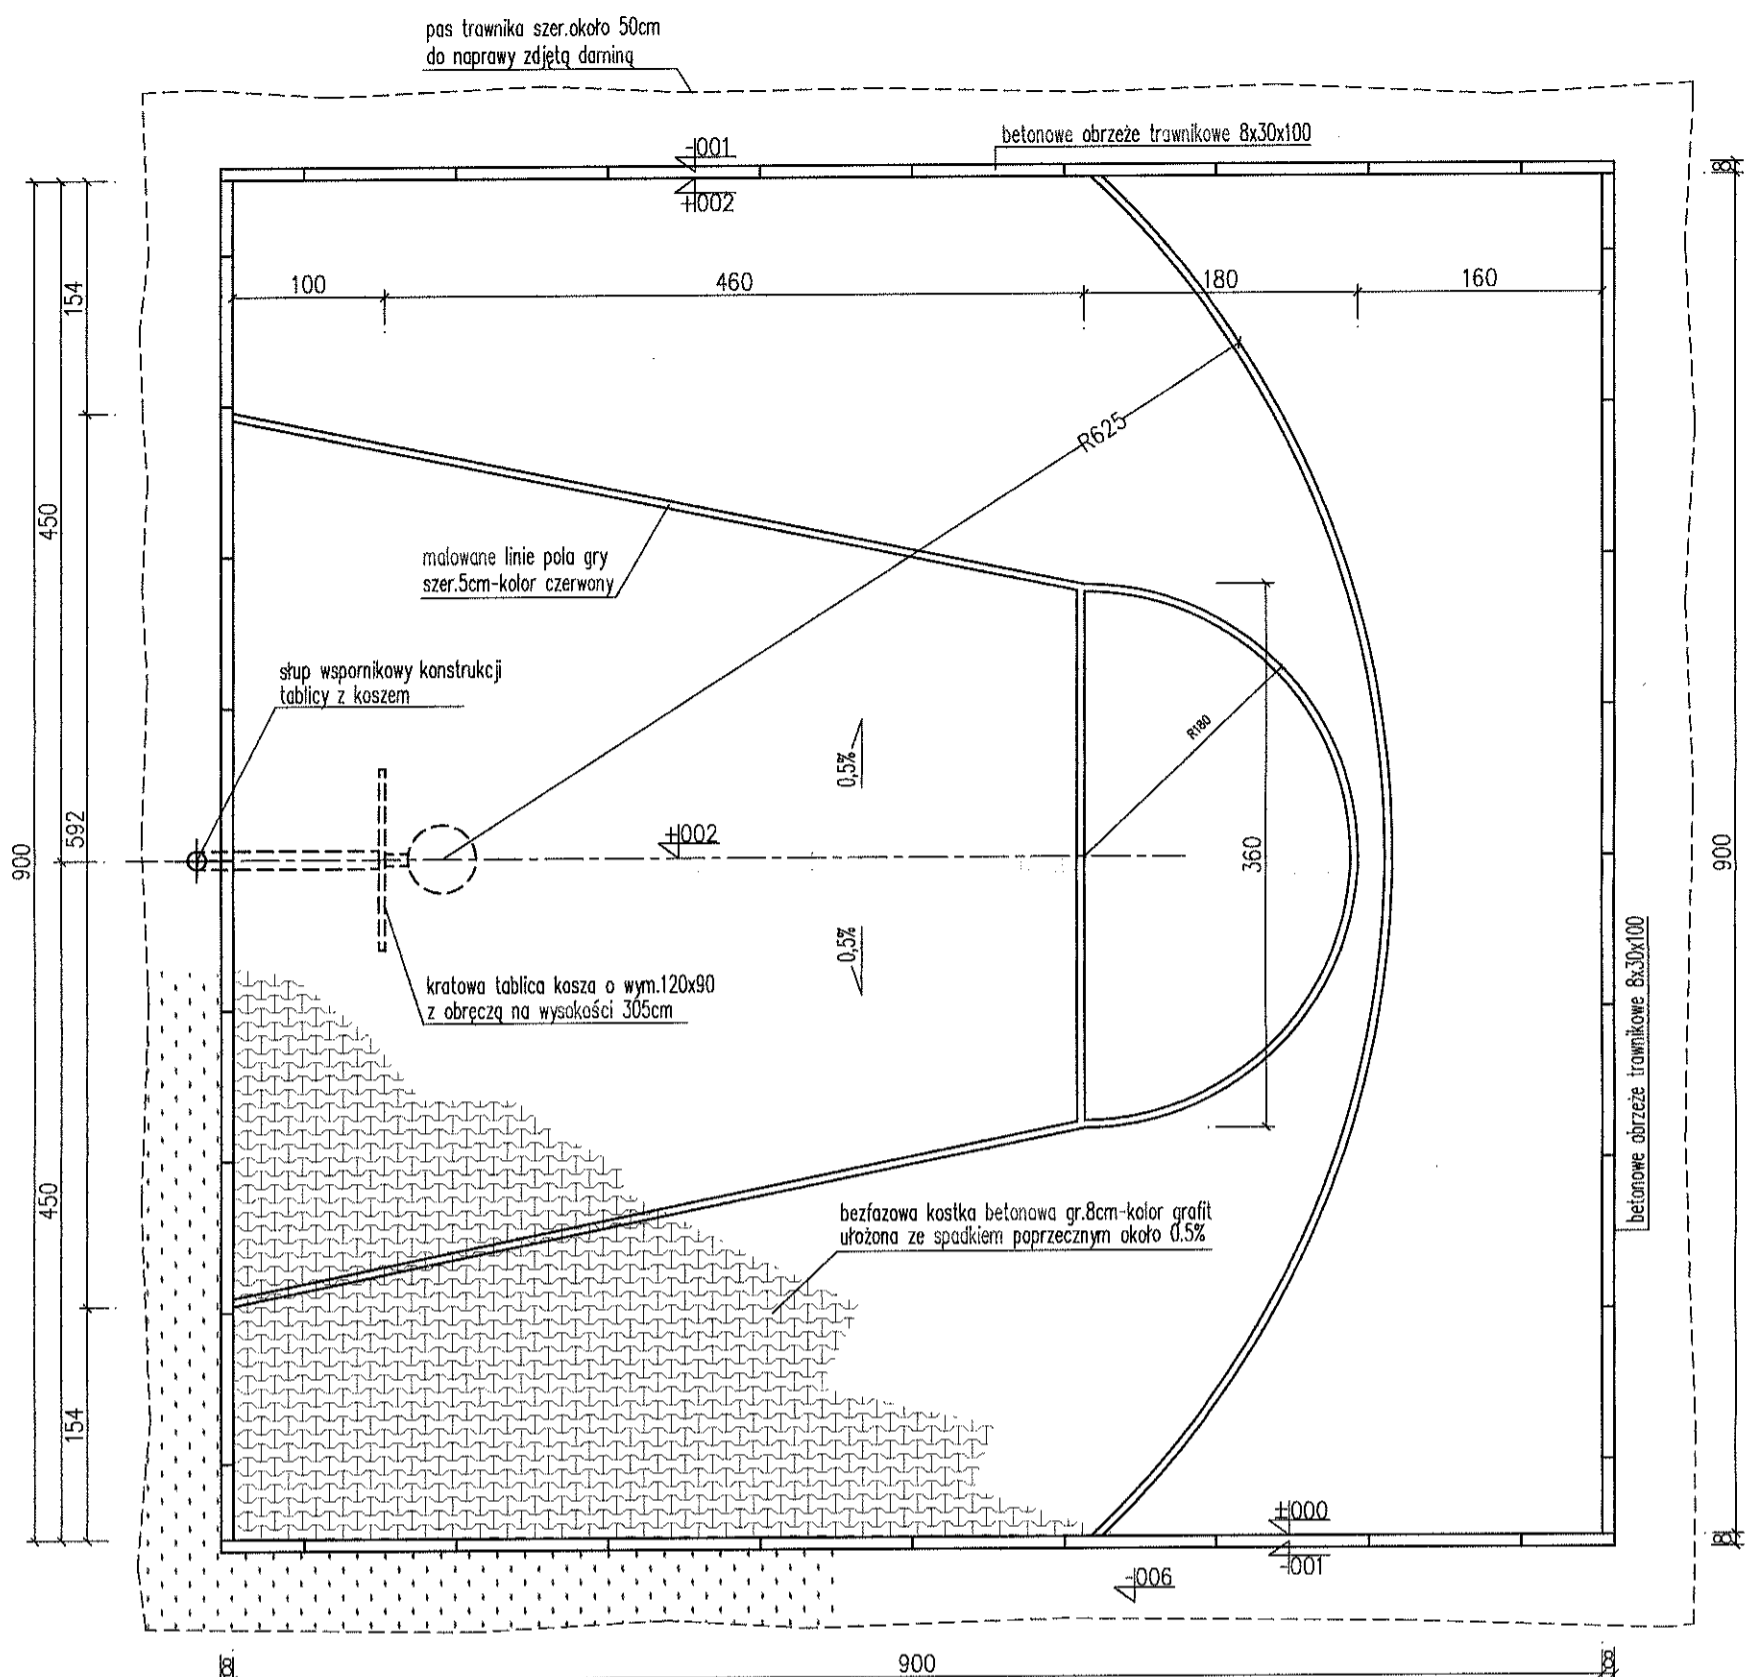 pas trawnika szer.około 50cm
do naprawy zdjętą darniną
betonowe obrzeże trawnikowe 8x30x100
-001
+002
8
100
460
180
160
154
R625
450
malowane linie pola gry
szer.5cm-kolor czerwony
słup wspornikowy konstrukcji
tablicy z koszem
R180
0,5%
592
+002
900
360
900
0,5%
kratowa tablica kosza o wym.120x90
z obręczą na wysokości 305cm
betonowe obrzeże trawnikowe 8x30x100
450
bezfazowa kostka betonowa gr.8cm-kolor grafit
ułożona ze spadkiem poprzecznym około 0.5%
154
±000
8
-001
-006
8
900
8